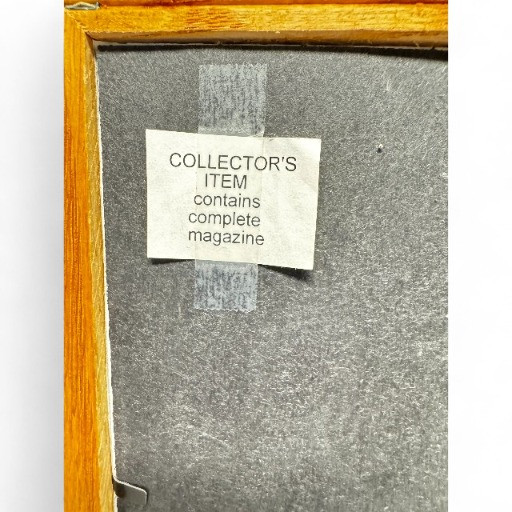 COLLECTOR'S
ITEM
contains
complete
magazine